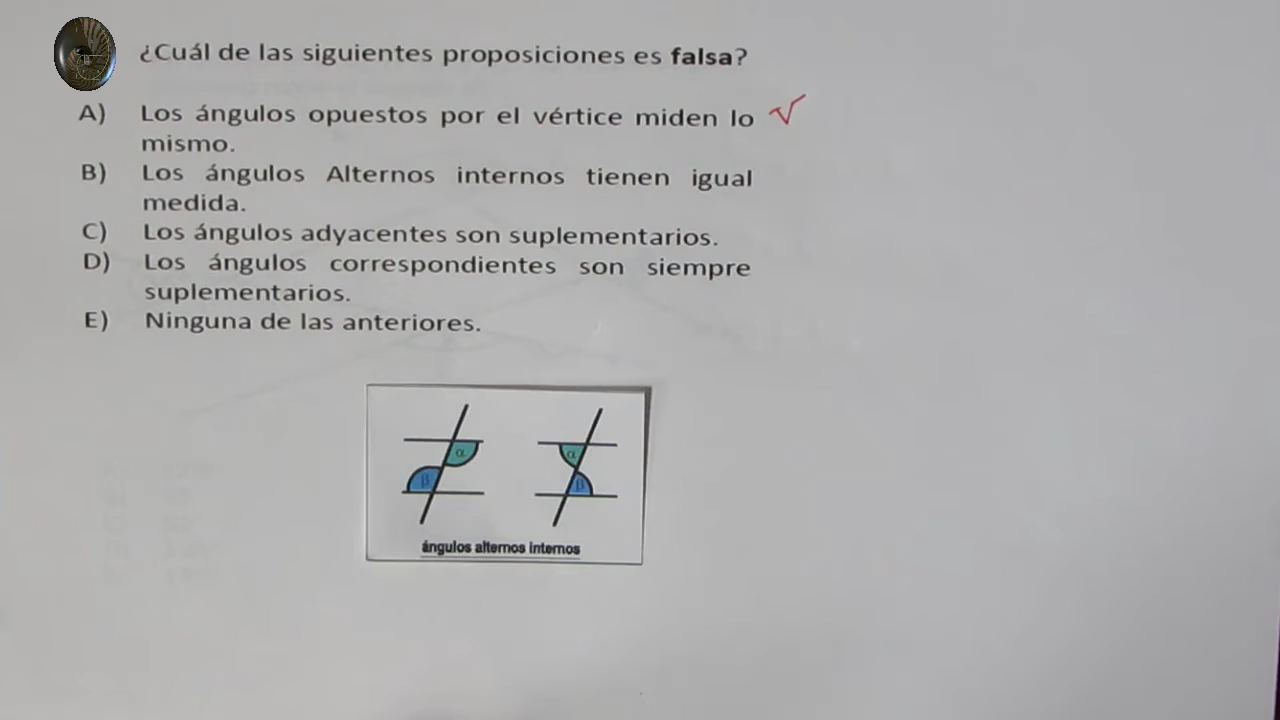 ¿Cuál de las siguientes proposiciones es falsa?
A) Los ángulos opuestos por el vértice miden lo V
mismo.
B) Los ángulos Alternos internos tienen igual
medida.
C) Los ángulos adyacentes son suplementarios.
D) Los ángulos correspondientes son siempre
suplementarios.
E) Ninguna de las anteriores.
α α
β β
ángulos alternos internos